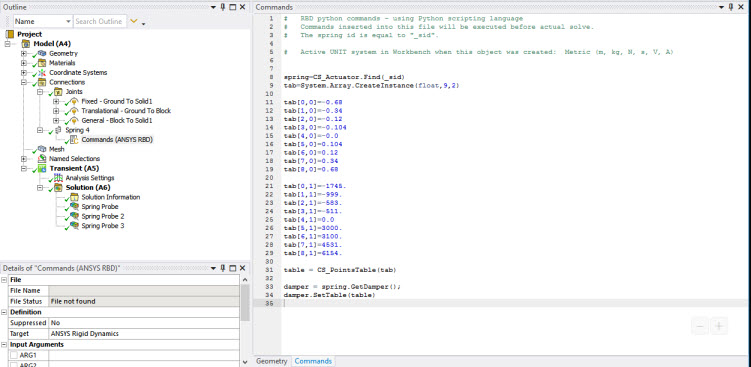 Outline
Name
Search Outline
Project
Model (A4)
Geometry
Materials
Coordinate Systems
Connections
Joints
Fixed - Ground To Solid1
Translational - Ground To Block
General - Block To Solid1
Spring 4
Commands (ANSYS RBD)
Mesh
Named Selections
Transient (A5)
Analysis Settings
Solution (A6)
Solution Information
Spring Probe
Spring Probe 2
Spring Probe 3
Details of "Commands (ANSYS RBD)"
File
File Name
File Status File not found
Definition
Suppressed No
Target ANSYS Rigid Dynamics
Input Arguments
ARG1
ARG2
Commands
1 # RBD python commands - using Python scripting language
2 # Commands inserted into this file will be executed before actual solve.
3 # The spring id is equal to "_sid".
4
5 # Active UNIT system in Workbench when this object was created: Metric (m, kg, N, s, V, A)
6
7
8 spring=CS_Actuator.Find(_sid)
9 tab=System.Array.CreateInstance(float,9,2)
10
11 tab[0,0]=-0.68
12 tab[1,0]=-0.34
13 tab[2,0]=-0.12
14 tab[3,0]=-0.104
15 tab[4,0]=-0.0
16 tab[5,0]=0.104
17 tab[6,0]=0.12
18 tab[7,0]=0.34
19 tab[8,0]=0.68
20
21 tab[0,1]=-1745.
22 tab[1,1]=-999.
23 tab[2,1]=-583.
24 tab[3,1]=-511.
25 tab[4,1]=0.0
26 tab[5,1]=3000.
27 tab[6,1]=3100.
28 tab[7,1]=4531.
29 tab[8,1]=6154.
30
31 table = CS_PointsTable(tab)
32
33 damper = spring.GetDamper();
34 damper.SetTable(table)
35
Geometry Commands